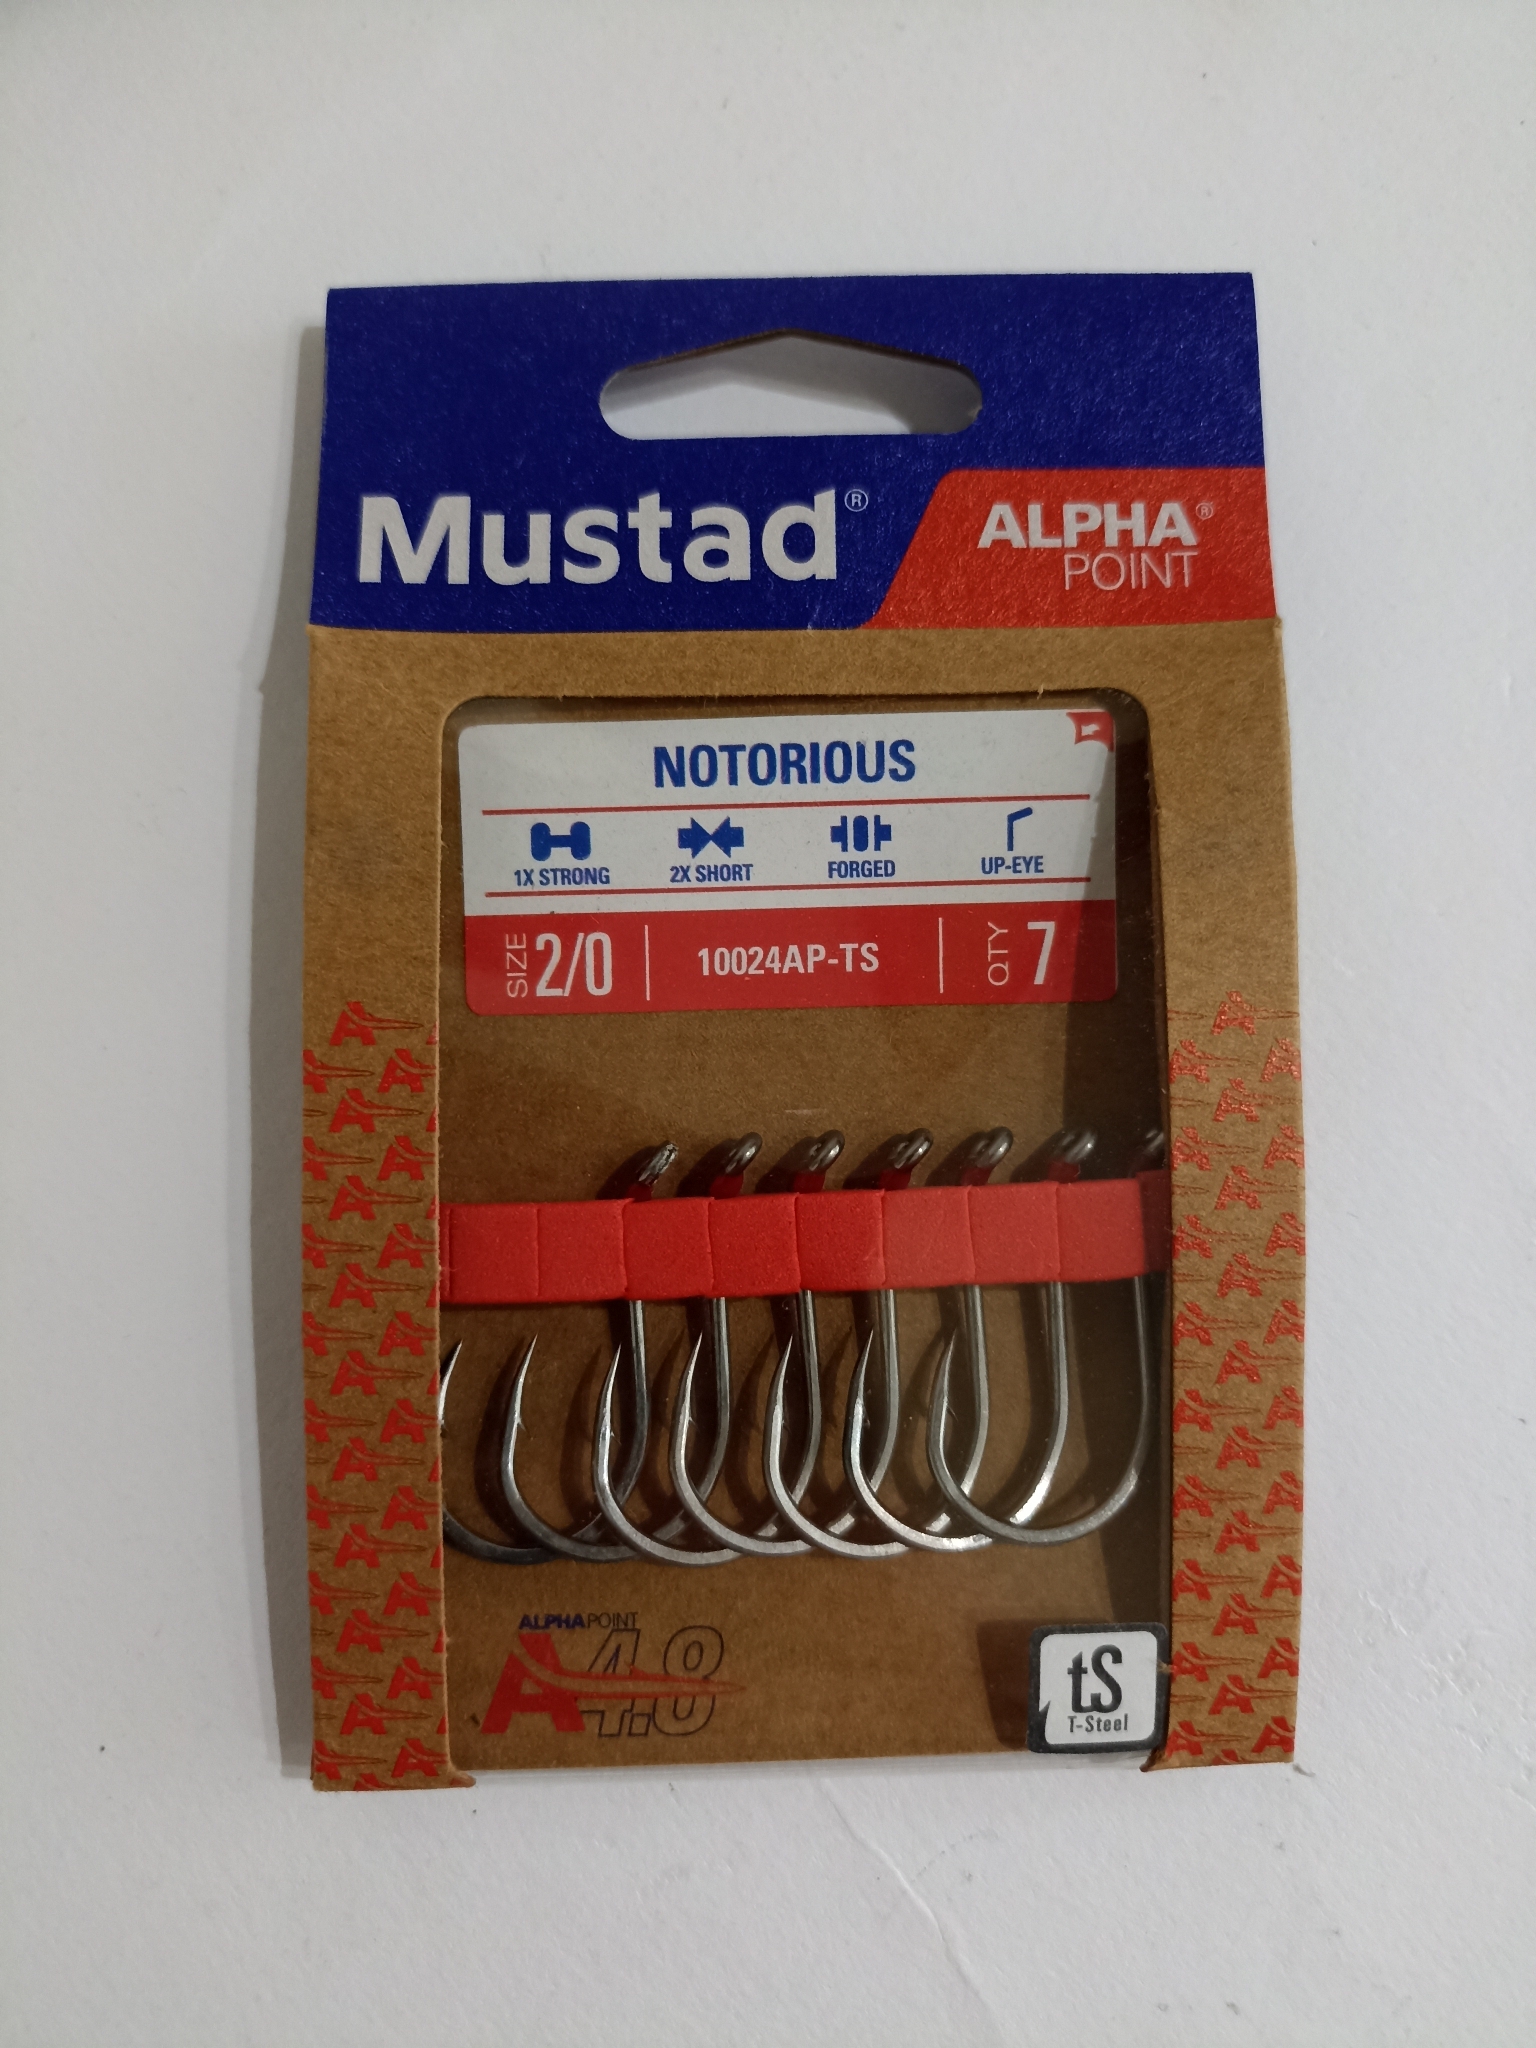 Mustad®
ALPHA®
POINT
NOTORIOUS
1X STRONG
2X SHORT
FORGED
UP-EYE
SIZE 2/0
10024AP-TS
QTY 7
ALPHAPOINT
A 4.8
tS
T-Steel